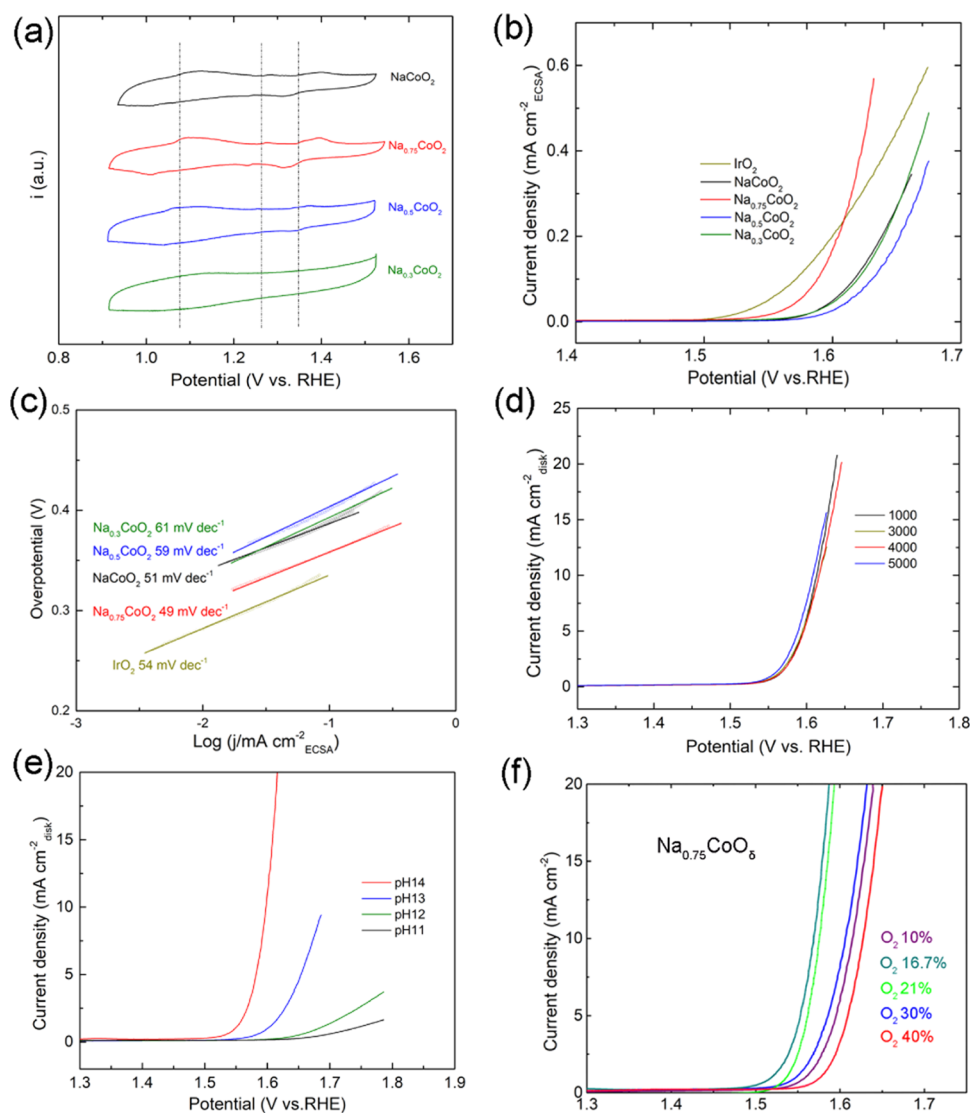 (a)
i (a.u.)
NaCoO₂
Na₀.₇₅CoO₂
Na₀.₅CoO₂
Na₀.₃CoO₂
0.8 1.0 1.2 1.4 1.6
Potential (V vs. RHE)
(b)
Current density (mA cm⁻²ECSA)
0.6
0.4
0.2
0.0
IrO₂
NaCoO₂
Na₀.₇₅CoO₂
Na₀.₅CoO₂
Na₀.₃CoO₂
1.4 1.5 1.6 1.7
Potential (V vs.RHE)
(c)
Overpotential (V)
0.5
0.4
0.3
0.2
Na₀.₃CoO₂ 61 mV dec⁻¹
Na₀.₅CoO₂ 59 mV dec⁻¹
NaCoO₂ 51 mV dec⁻¹
Na₀.₇₅CoO₂ 49 mV dec⁻¹
IrO₂ 54 mV dec⁻¹
-3 -2 -1 0
Log (j/mA cm⁻²ECSA)
(d)
Current density (mA cm⁻²disk)
25
20
15
10
5
0
1000
3000
4000
5000
1.3 1.4 1.5 1.6 1.7 1.8
Potential (V vs. RHE)
(e)
Current density (mA cm⁻²disk)
20
15
10
5
0
pH14
pH13
pH12
pH11
1.3 1.4 1.5 1.6 1.7 1.8 1.9
Potential (V vs.RHE)
(f)
Current density (mA cm⁻²)
20
15
10
5
0
Na₀.₇₅CoOδ
O₂ 10%
O₂ 16.7%
O₂ 21%
O₂ 30%
O₂ 40%
1.3 1.4 1.5 1.6 1.7
Potential (V vs. RHE)